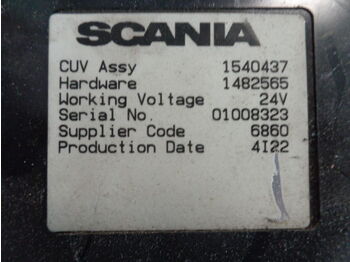 SCANIA
CUV Assy 1540437
Hardware 1482565
Working Voltage 24V
Serial No. 01008323
Supplier Code 6860
Production Date 4I22